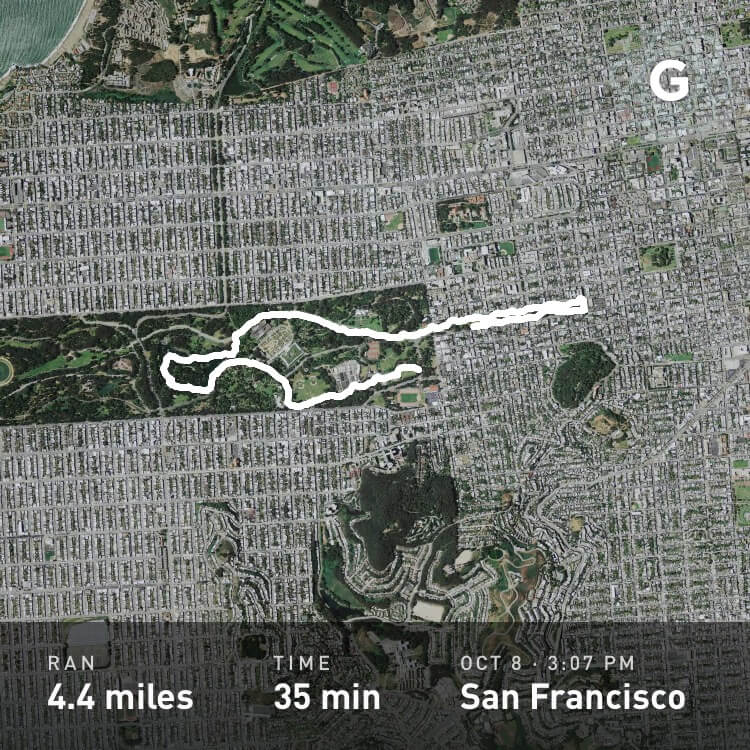 G
RAN
4.4 miles
TIME
35 min
OCT 8 · 3:07 PM
San Francisco